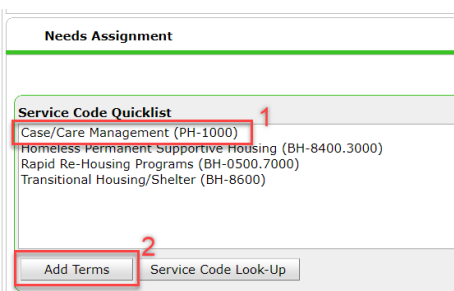 Needs Assignment
Service Code Quicklist
Case/Care Management (PH-1000) 1
Homeless Permanent Supportive Housing (BH-8400.3000)
Rapid Re-Housing Programs (BH-0500.7000)
Transitional Housing/Shelter (BH-8600)
2
Add Terms Service Code Look-Up